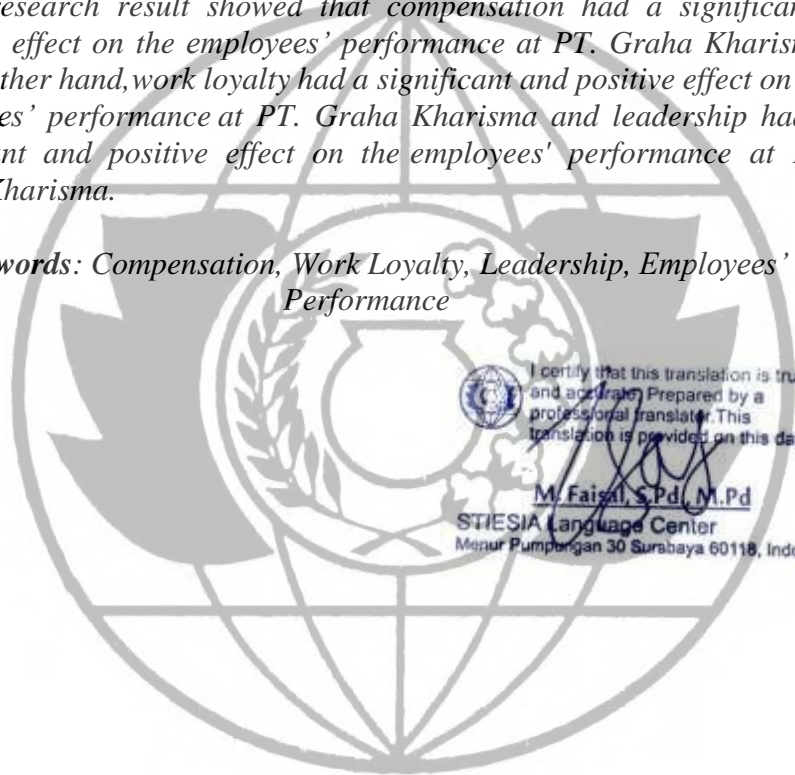 research result showed that compensation had a significan
effect on the employees' performance at PT. Graha Kharism
ther hand,work loyalty had a significant and positive effect on
es' performance at PT. Graha Kharisma and leadership had
nt and positive effect on the employees' performance at
Kharisma.
words: Compensation, Work Loyalty, Leadership, Employees'
Performance
I certify that this translation is tru
and accurate. Prepared by a
professional translator. This
translation is provided on this da
M. Faisal, S.Pd, M.Pd
STIESIA Language Center
Menur Pumpungan 30 Surabaya 60118, Indo